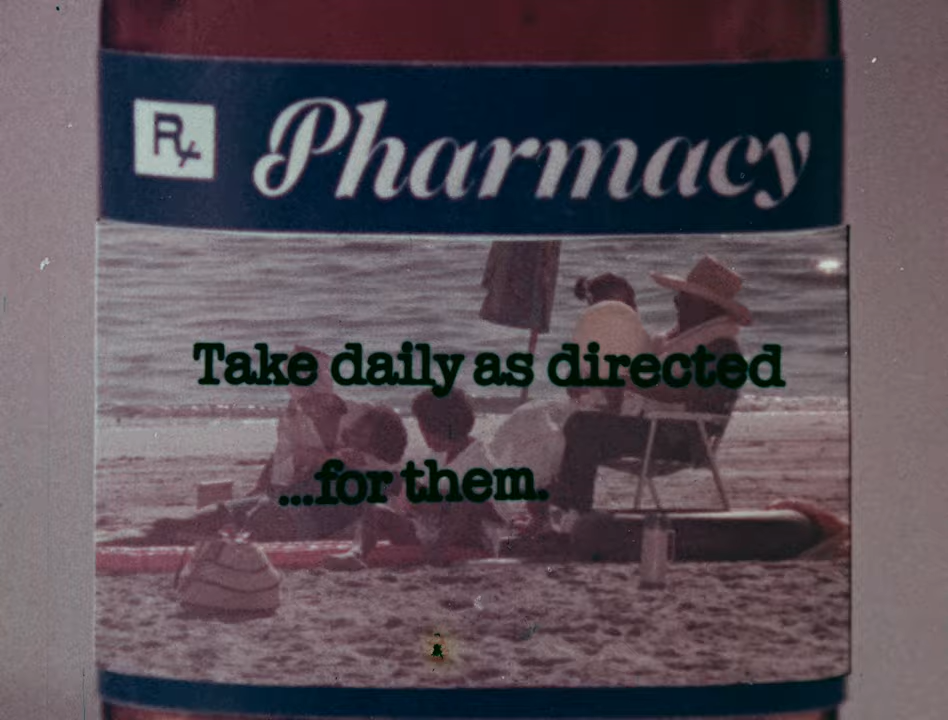 Rx Pharmacy
Take daily as directed
...for them.